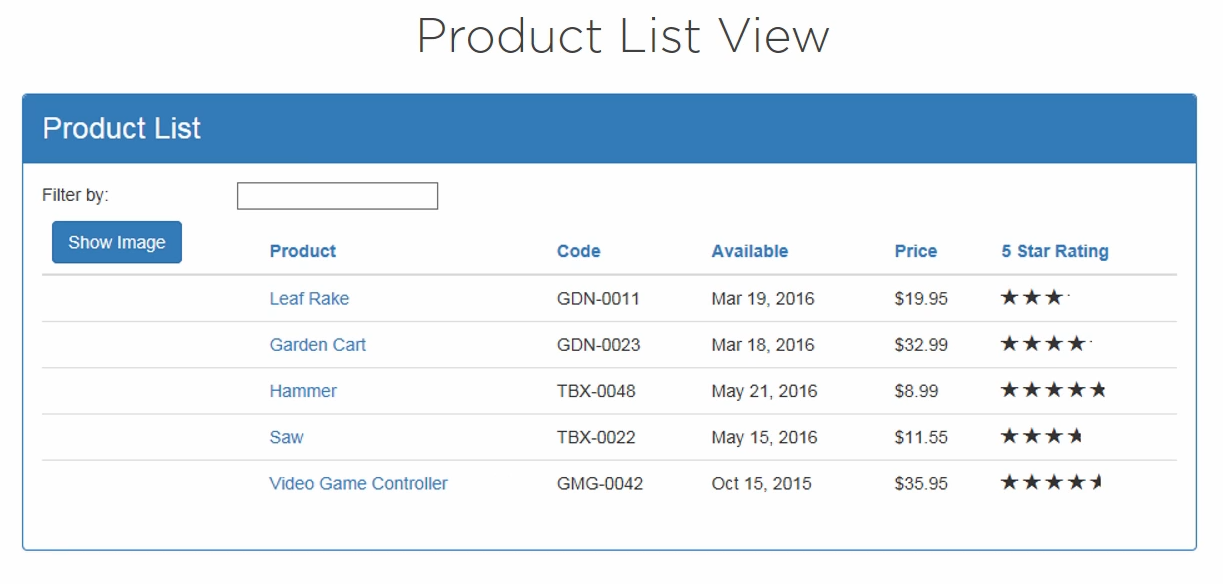 Product List View
Product List
Filter by:
Show Image Product Code Available Price 5 Star Rating
Leaf Rake GDN-0011 Mar 19, 2016 $19.95
Garden Cart GDN-0023 Mar 18, 2016 $32.99
Hammer TBX-0048 May 21, 2016 $8.99
Saw TBX-0022 May 15, 2016 $11.55
Video Game Controller GMG-0042 Oct 15, 2015 $35.95